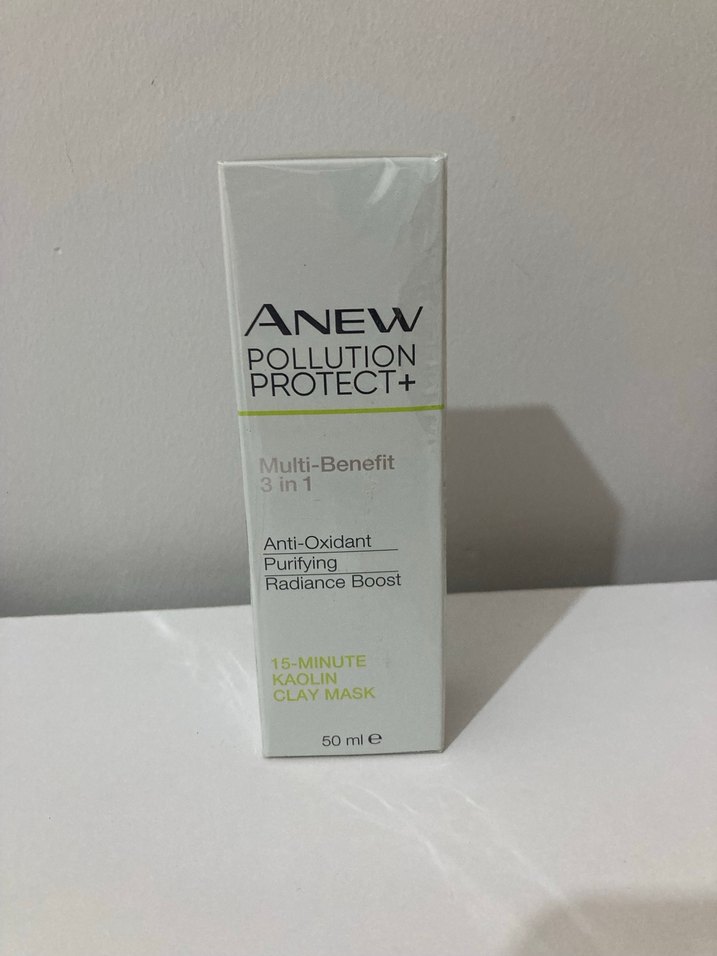 ANEW
POLLUTION
PROTECT+
Multi-Benefit
3 in 1
Anti-Oxidant
Purifying
Radiance Boost
15-MINUTE
KAOLIN
CLAY MASK
50 ml ℮